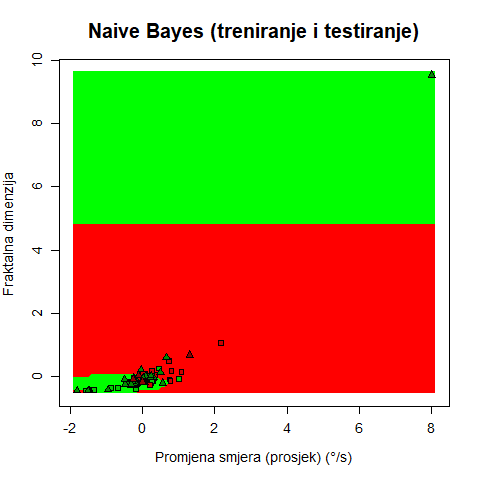 Naive Bayes (treniranje i testiranje)
Fraktalna dimenzija
10
8
6
4
2
0
-2 0 2 4 6 8
Promjena smjera (prosjek) (°/s)